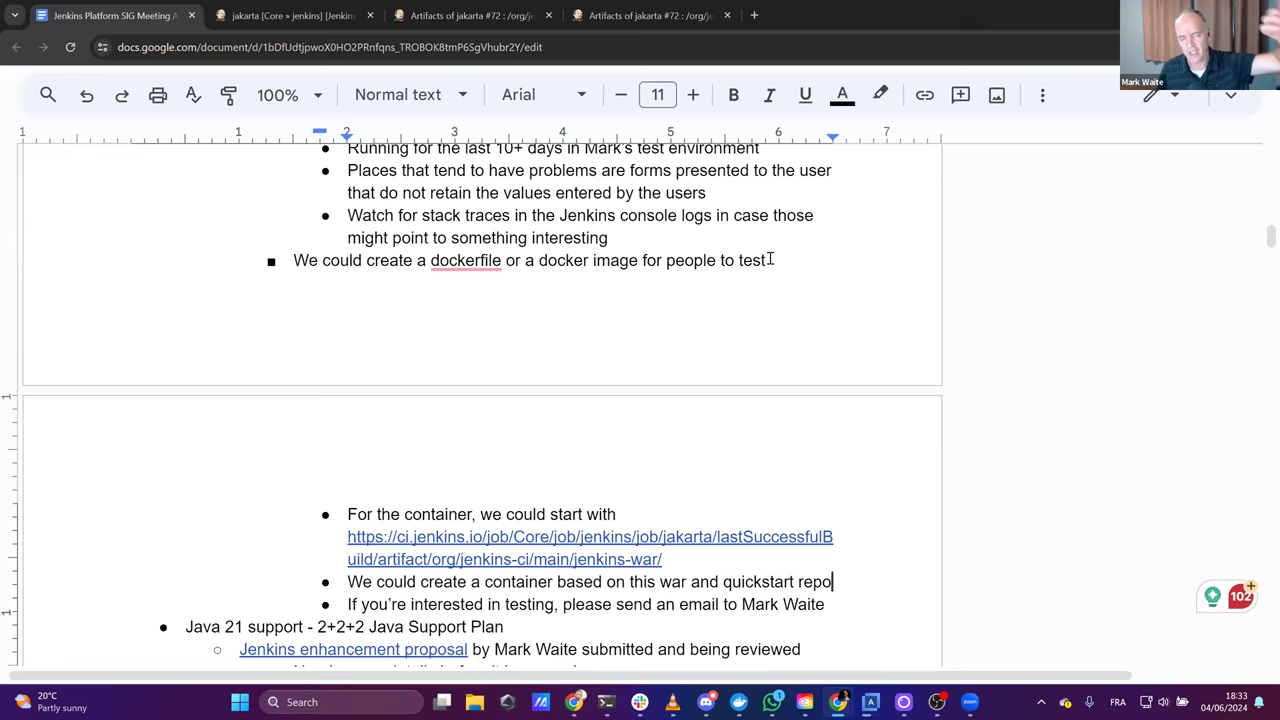 Jenkins Platform SIG Meeting A
jakarta [Core » jenkins] [Jenkins
Artifacts of jakarta #72 : /org/je
Artifacts of jakarta #72 : /org/je
docs.google.com/document/d/1bDfUdtjpwoX0HO2PRnfqns_TROBOK8tmP6SgVhubr2Y/edit
Mark Waite
100%
Normal text
Arial
11
1 1 2 3 4 5 6 7
Running for the last 10+ days in Mark's test environment
Places that tend to have problems are forms presented to the user
that do not retain the values entered by the users
Watch for stack traces in the Jenkins console logs in case those
might point to something interesting
We could create a dockerfile or a docker image for people to test
For the container, we could start with
https://ci.jenkins.io/job/Core/job/jenkins/job/jakarta/lastSuccessfulB
uild/artifact/org/jenkins-ci/main/jenkins-war/
We could create a container based on this war and quickstart repo
If you're interested in testing, please send an email to Mark Waite
Java 21 support - 2+2+2 Java Support Plan
Jenkins enhancement proposal by Mark Waite submitted and being reviewed
102
20°C
Partly sunny
Search
FRA
18:33
04/06/2024